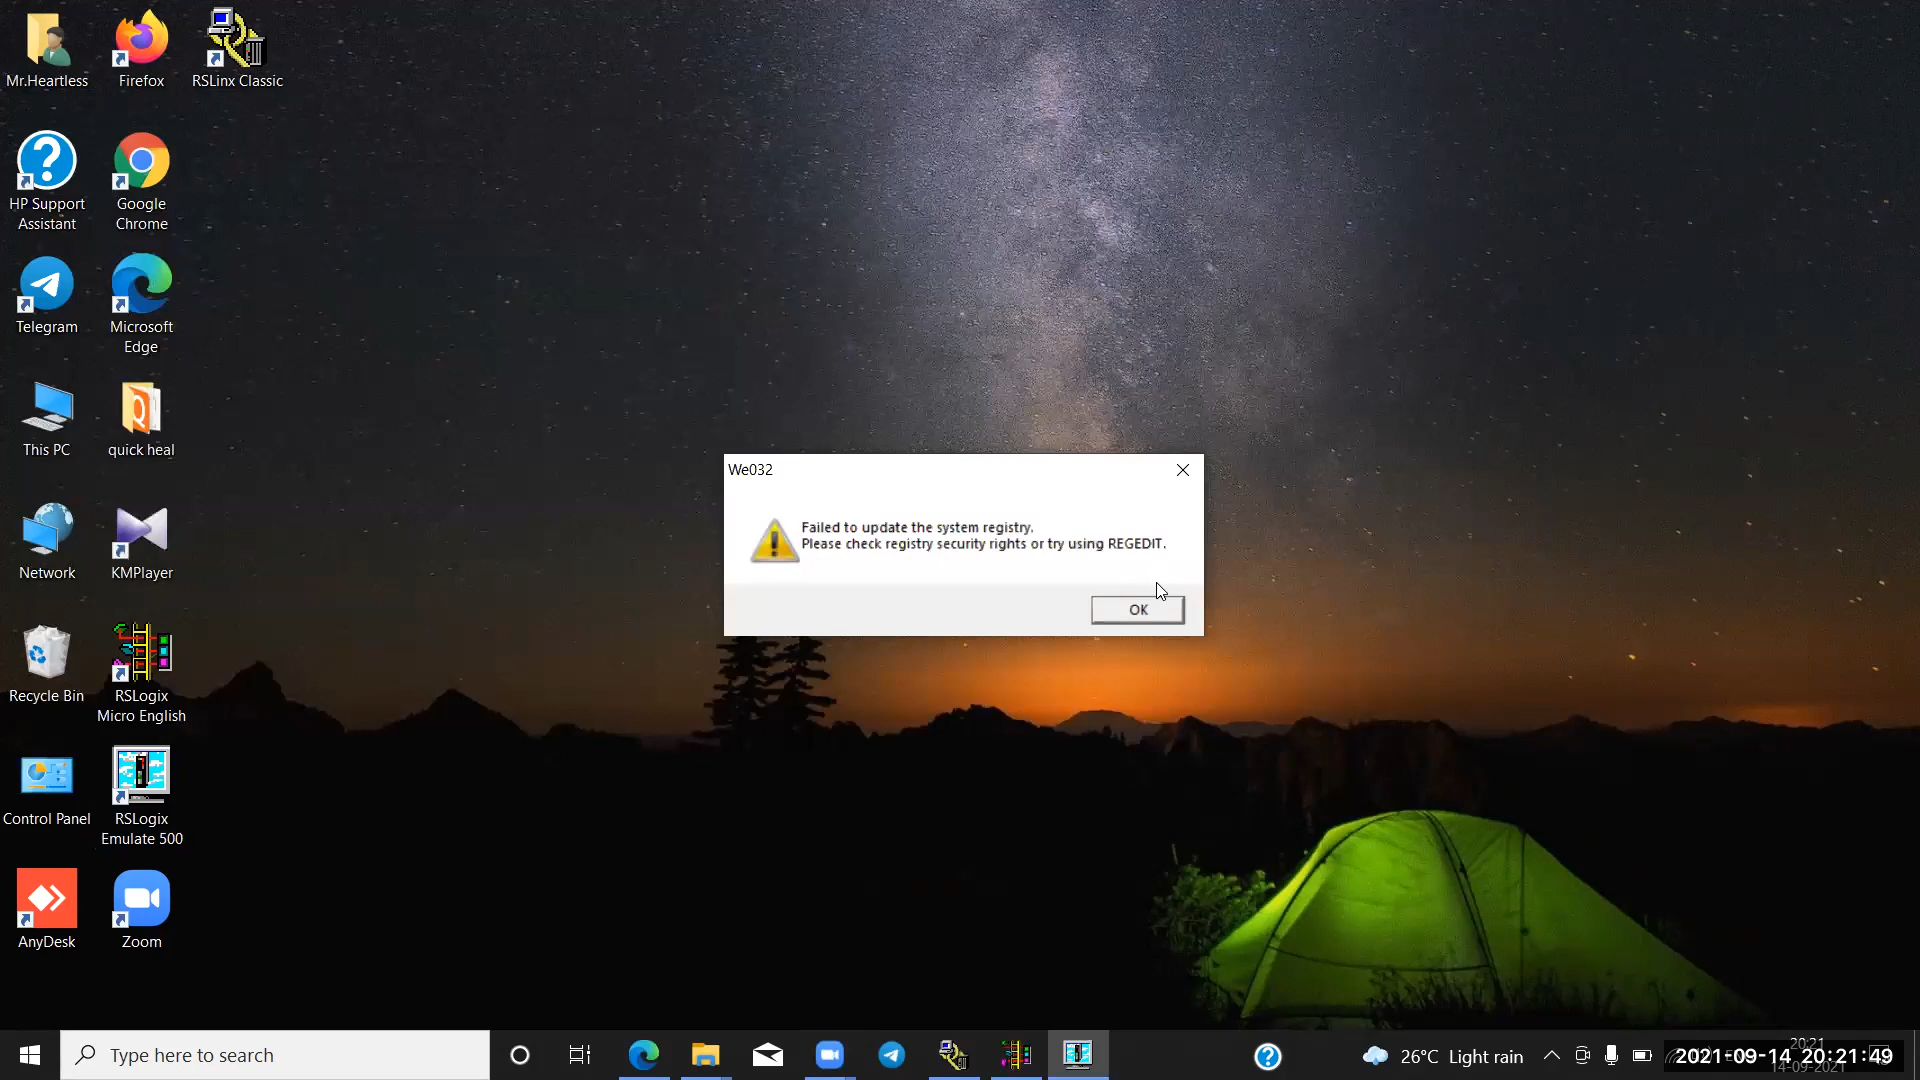 Mr.Heartless
Firefox
RSLinx Classic
HP Support
Assistant
Google
Chrome
Telegram
Microsoft
Edge
This PC
quick heal
Network
KMPlayer
Recycle Bin
RSLogix
Micro English
Control Panel
RSLogix
Emulate 500
AnyDesk
Zoom
We032
Failed to update the system registry.
Please check registry security rights or try using REGEDIT.
OK
Type here to search
26°C Light rain
20:21
2021-09-14 20:21:49
14-09-2021